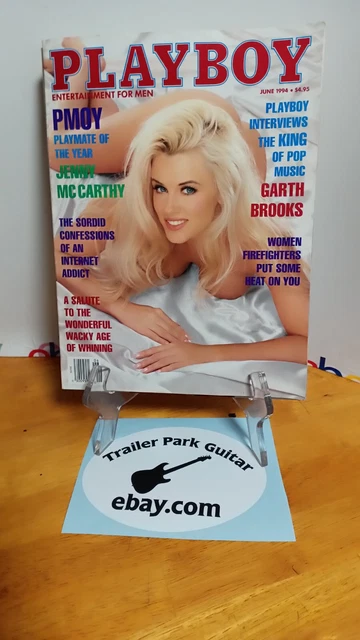 PLAYBOY
ENTERTAINMENT FOR MEN
JUNE 1994 • $4.95
PMOY
PLAYMATE OF
THE YEAR
JENNY
MC CARTHY
THE SORDID
CONFESSIONS
OF AN
INTERNET
ADDICT
A SALUTE
TO THE
WONDERFUL
WACKY AGE
OF WHINING
PLAYBOY
INTERVIEWS
THE KING
OF POP
MUSIC
GARTH
BROOKS
WOMEN
FIREFIGHTERS
PUT SOME
HEAT ON YOU
Trailer Park Guitar
ebay.com